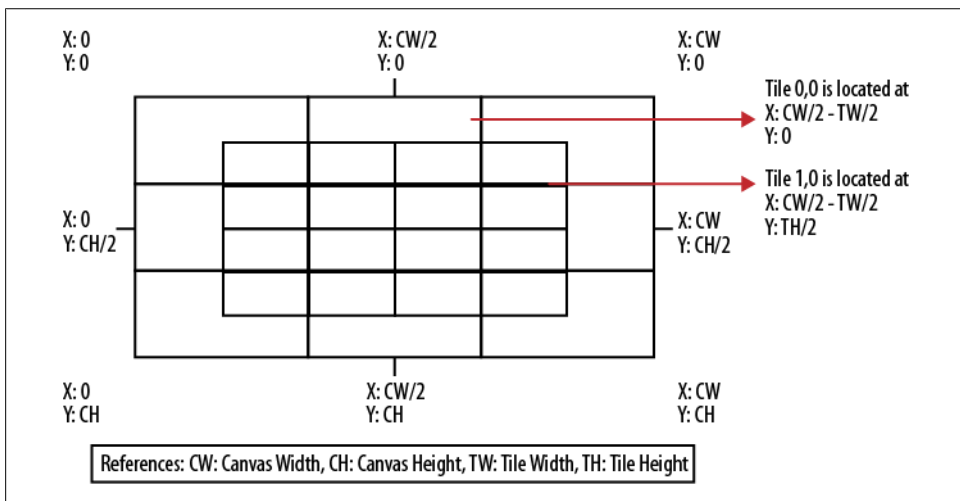 X: 0
Y: 0
X: CW/2
Y: 0
X: CW
Y: 0
Tile 0,0 is located at
X: CW/2 - TW/2
Y: 0
Tile 1,0 is located at
X: CW/2 - TW/2
Y: TH/2
X: 0
Y: CH/2
X: CW
Y: CH/2
X: 0
Y: CH
X: CW/2
Y: CH
X: CW
Y: CH
References: CW: Canvas Width, CH: Canvas Height, TW: Tile Width, TH: Tile Height